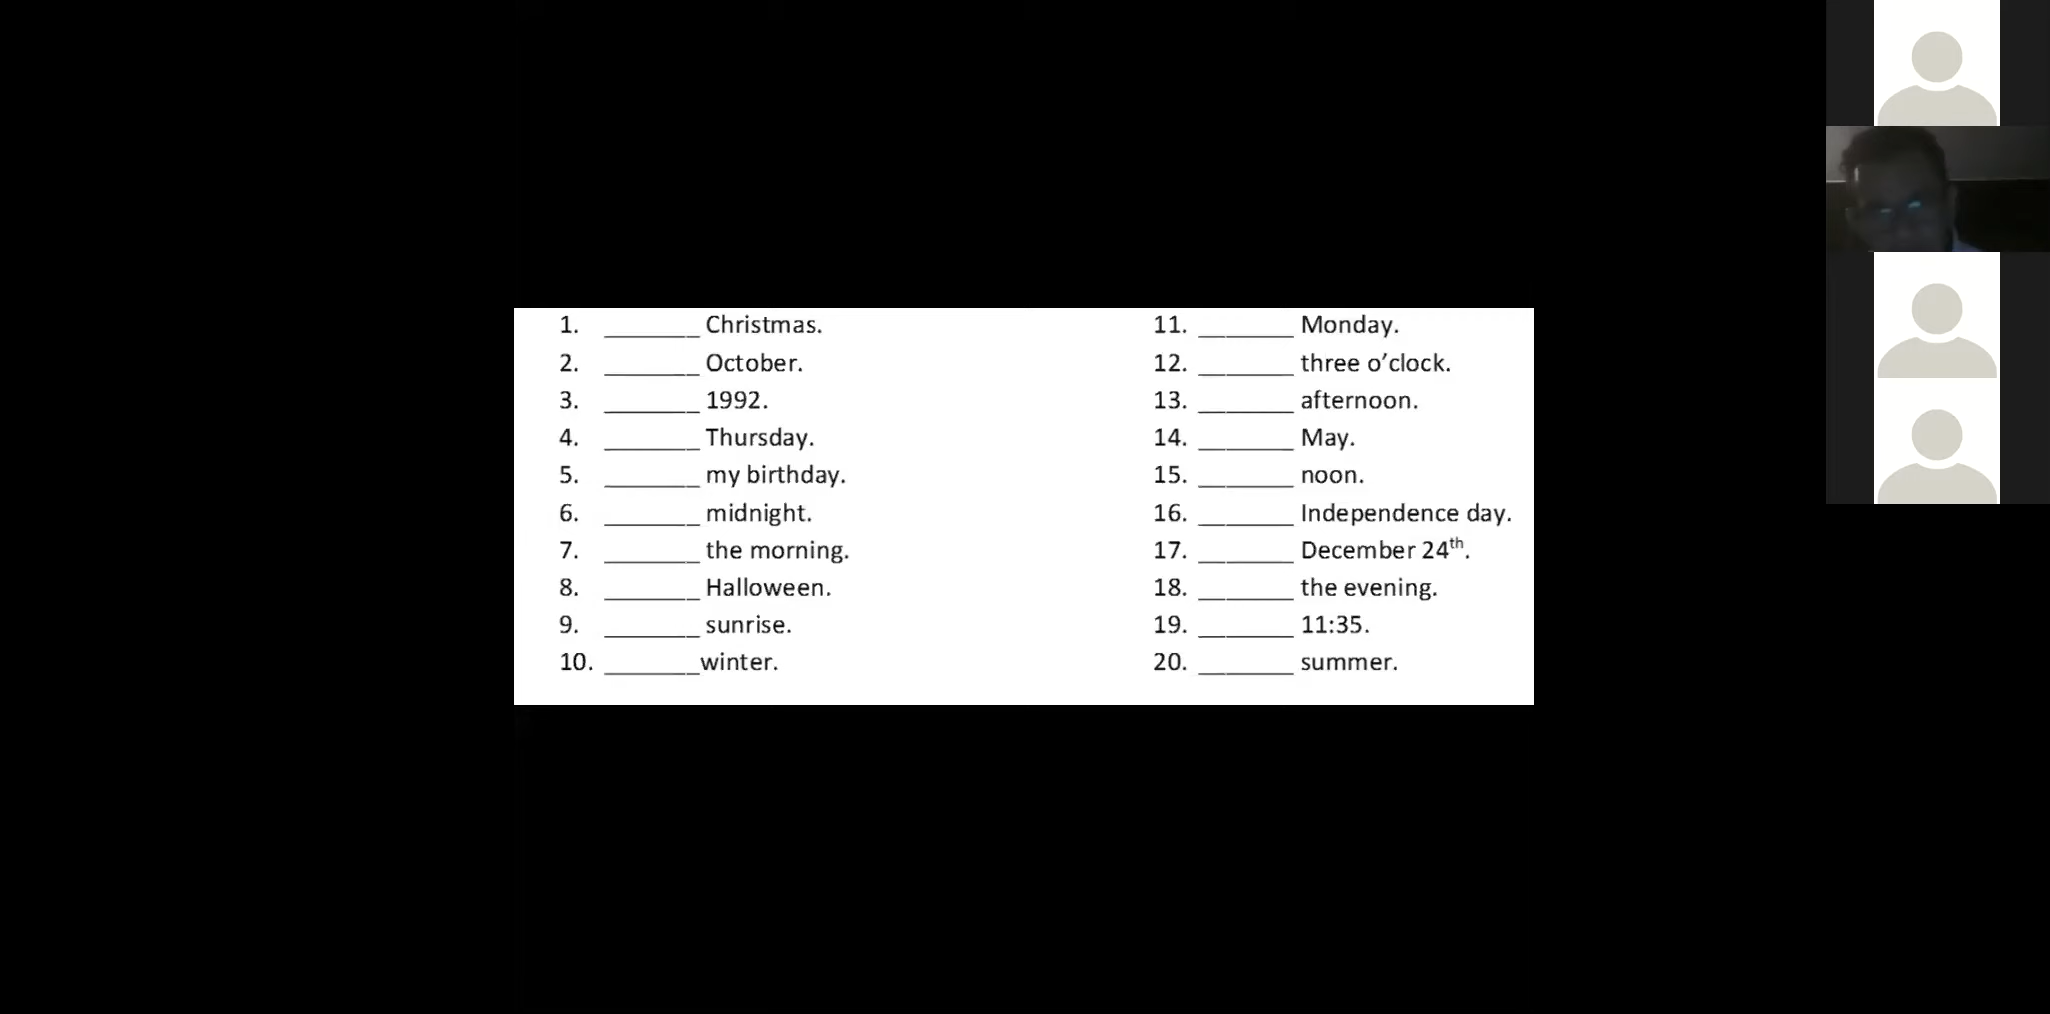 1. _______ Christmas.
2. _______ October.
3. _______ 1992.
4. _______ Thursday.
5. _______ my birthday.
6. _______ midnight.
7. _______ the morning.
8. _______ Halloween.
9. _______ sunrise.
10. _______winter.
11. _______ Monday.
12. _______ three o’clock.
13. _______ afternoon.
14. _______ May.
15. _______ noon.
16. _______ Independence day.
17. _______ December 24th.
18. _______ the evening.
19. _______ 11:35.
20. _______ summer.